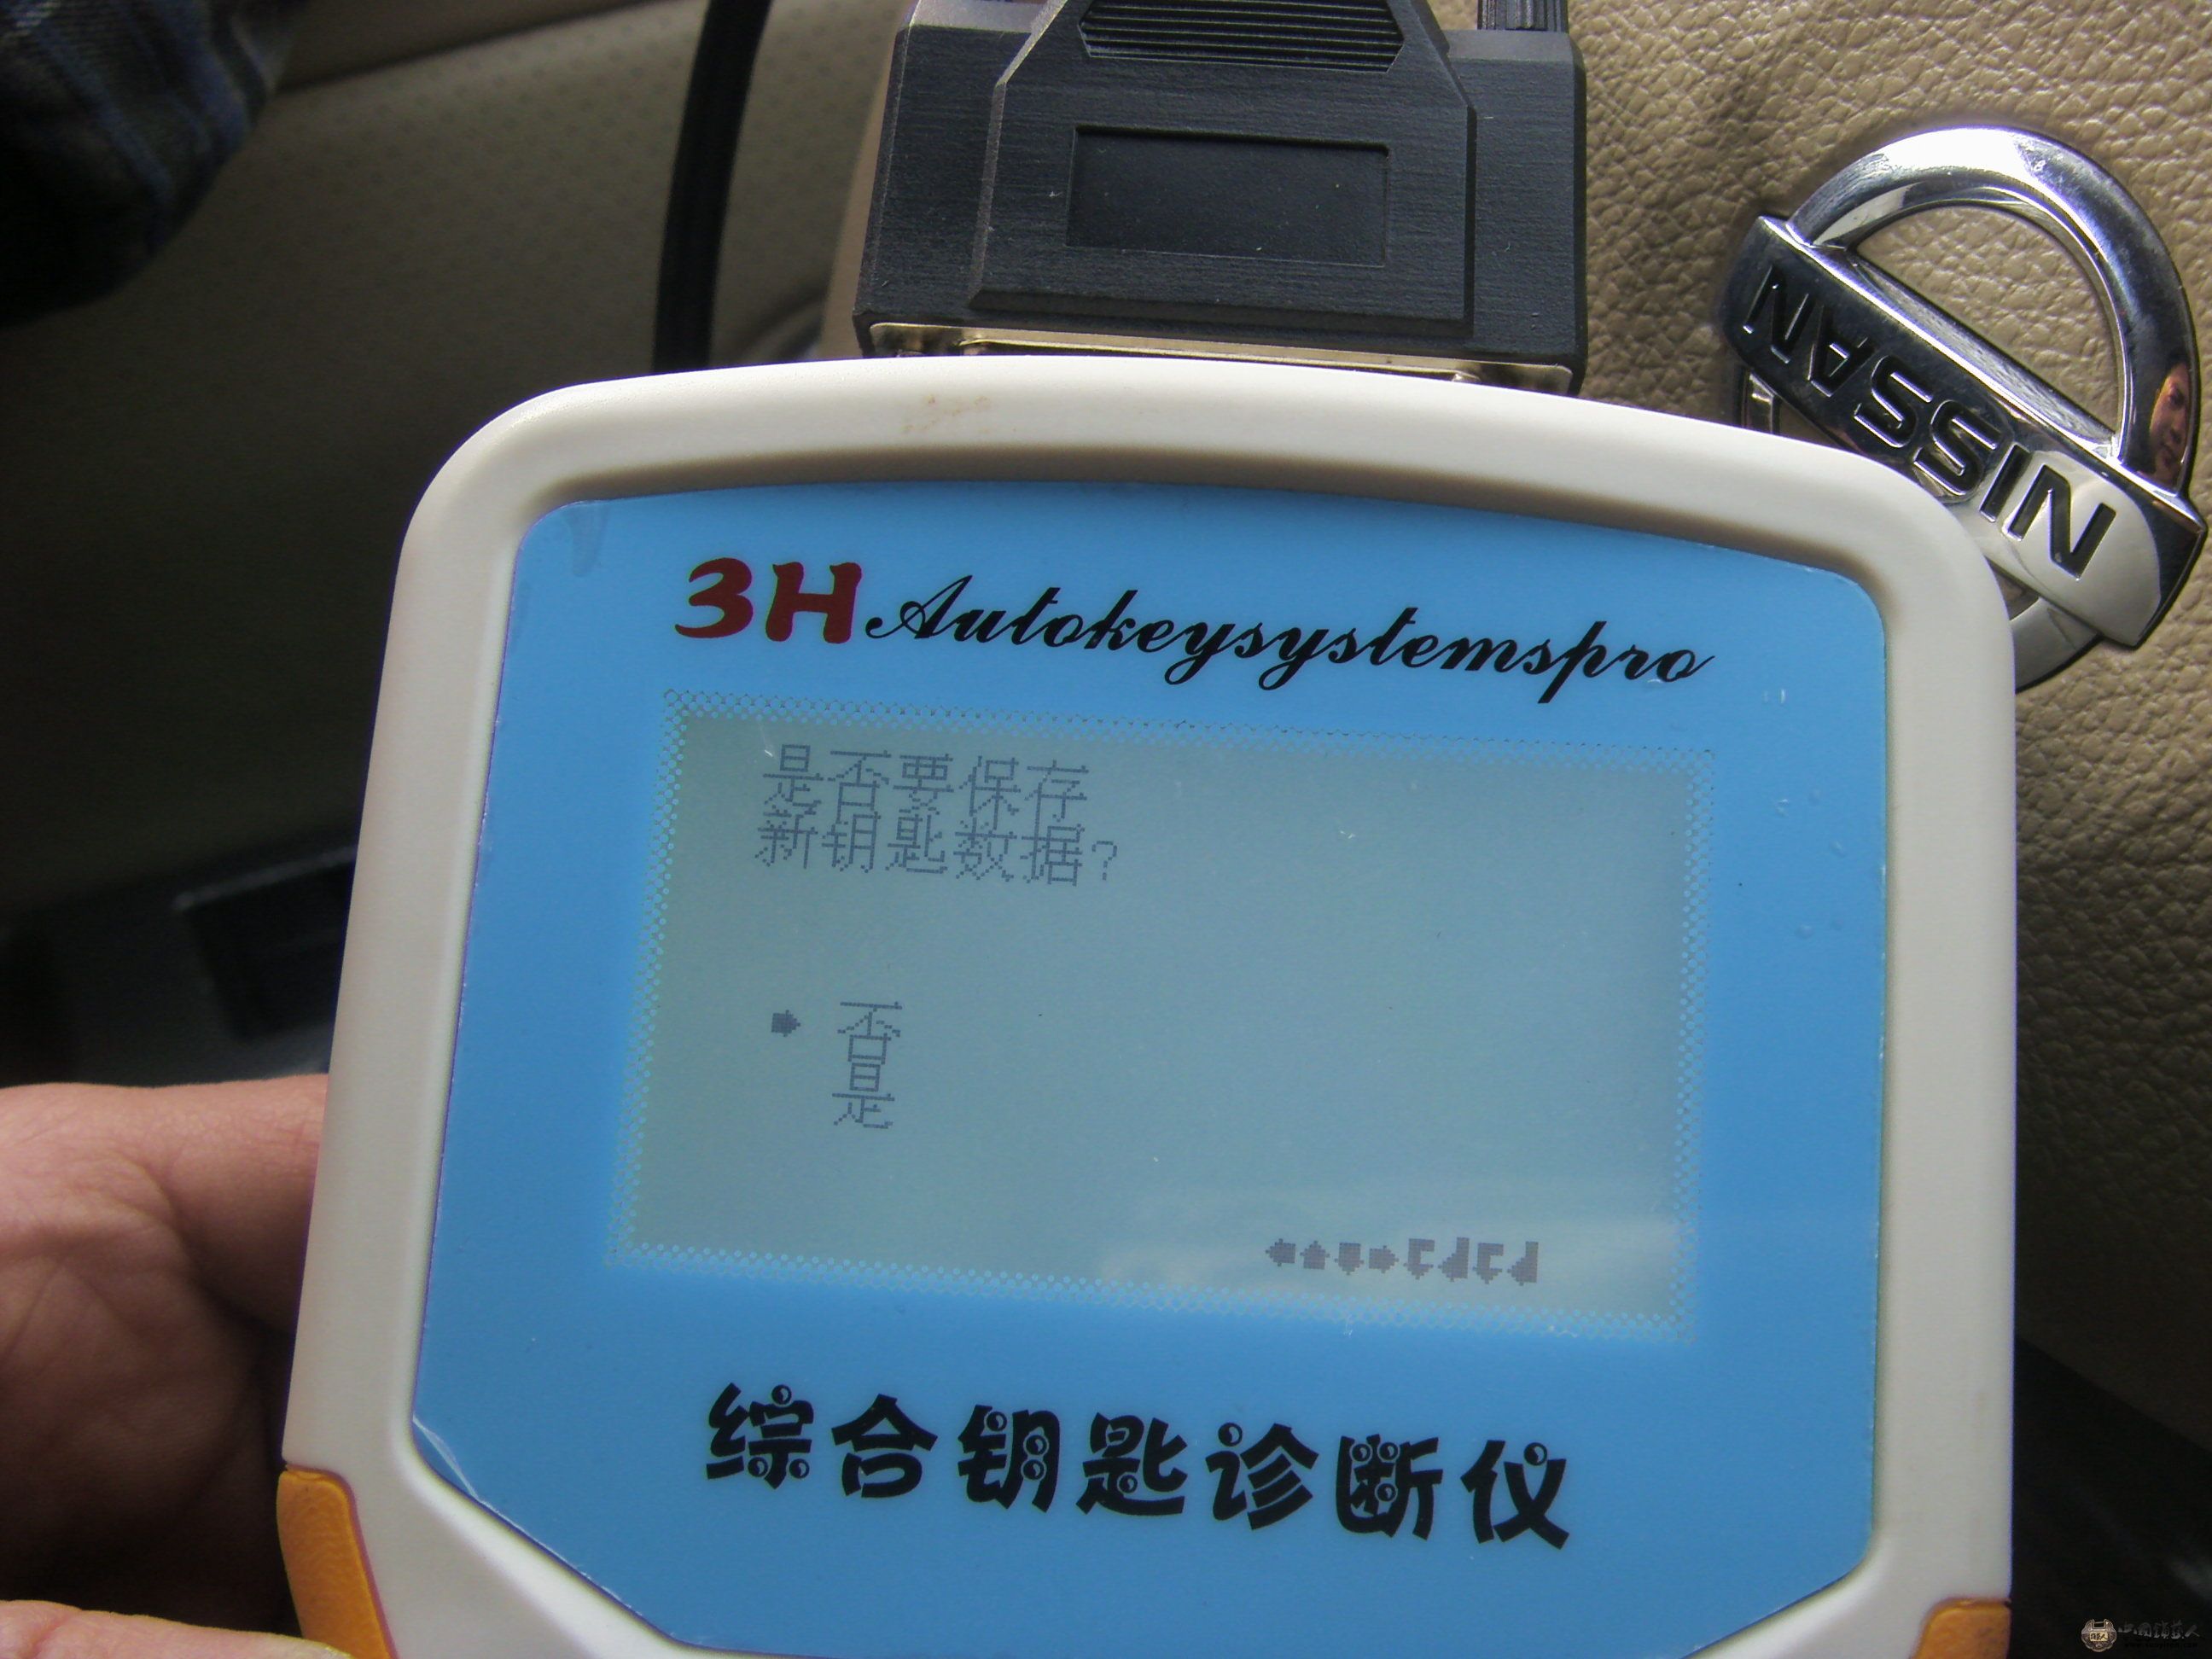 NISSAN
3H Autokeysystemspro
是否要保存
新钥匙数据?
否
是
综合钥匙诊断仪